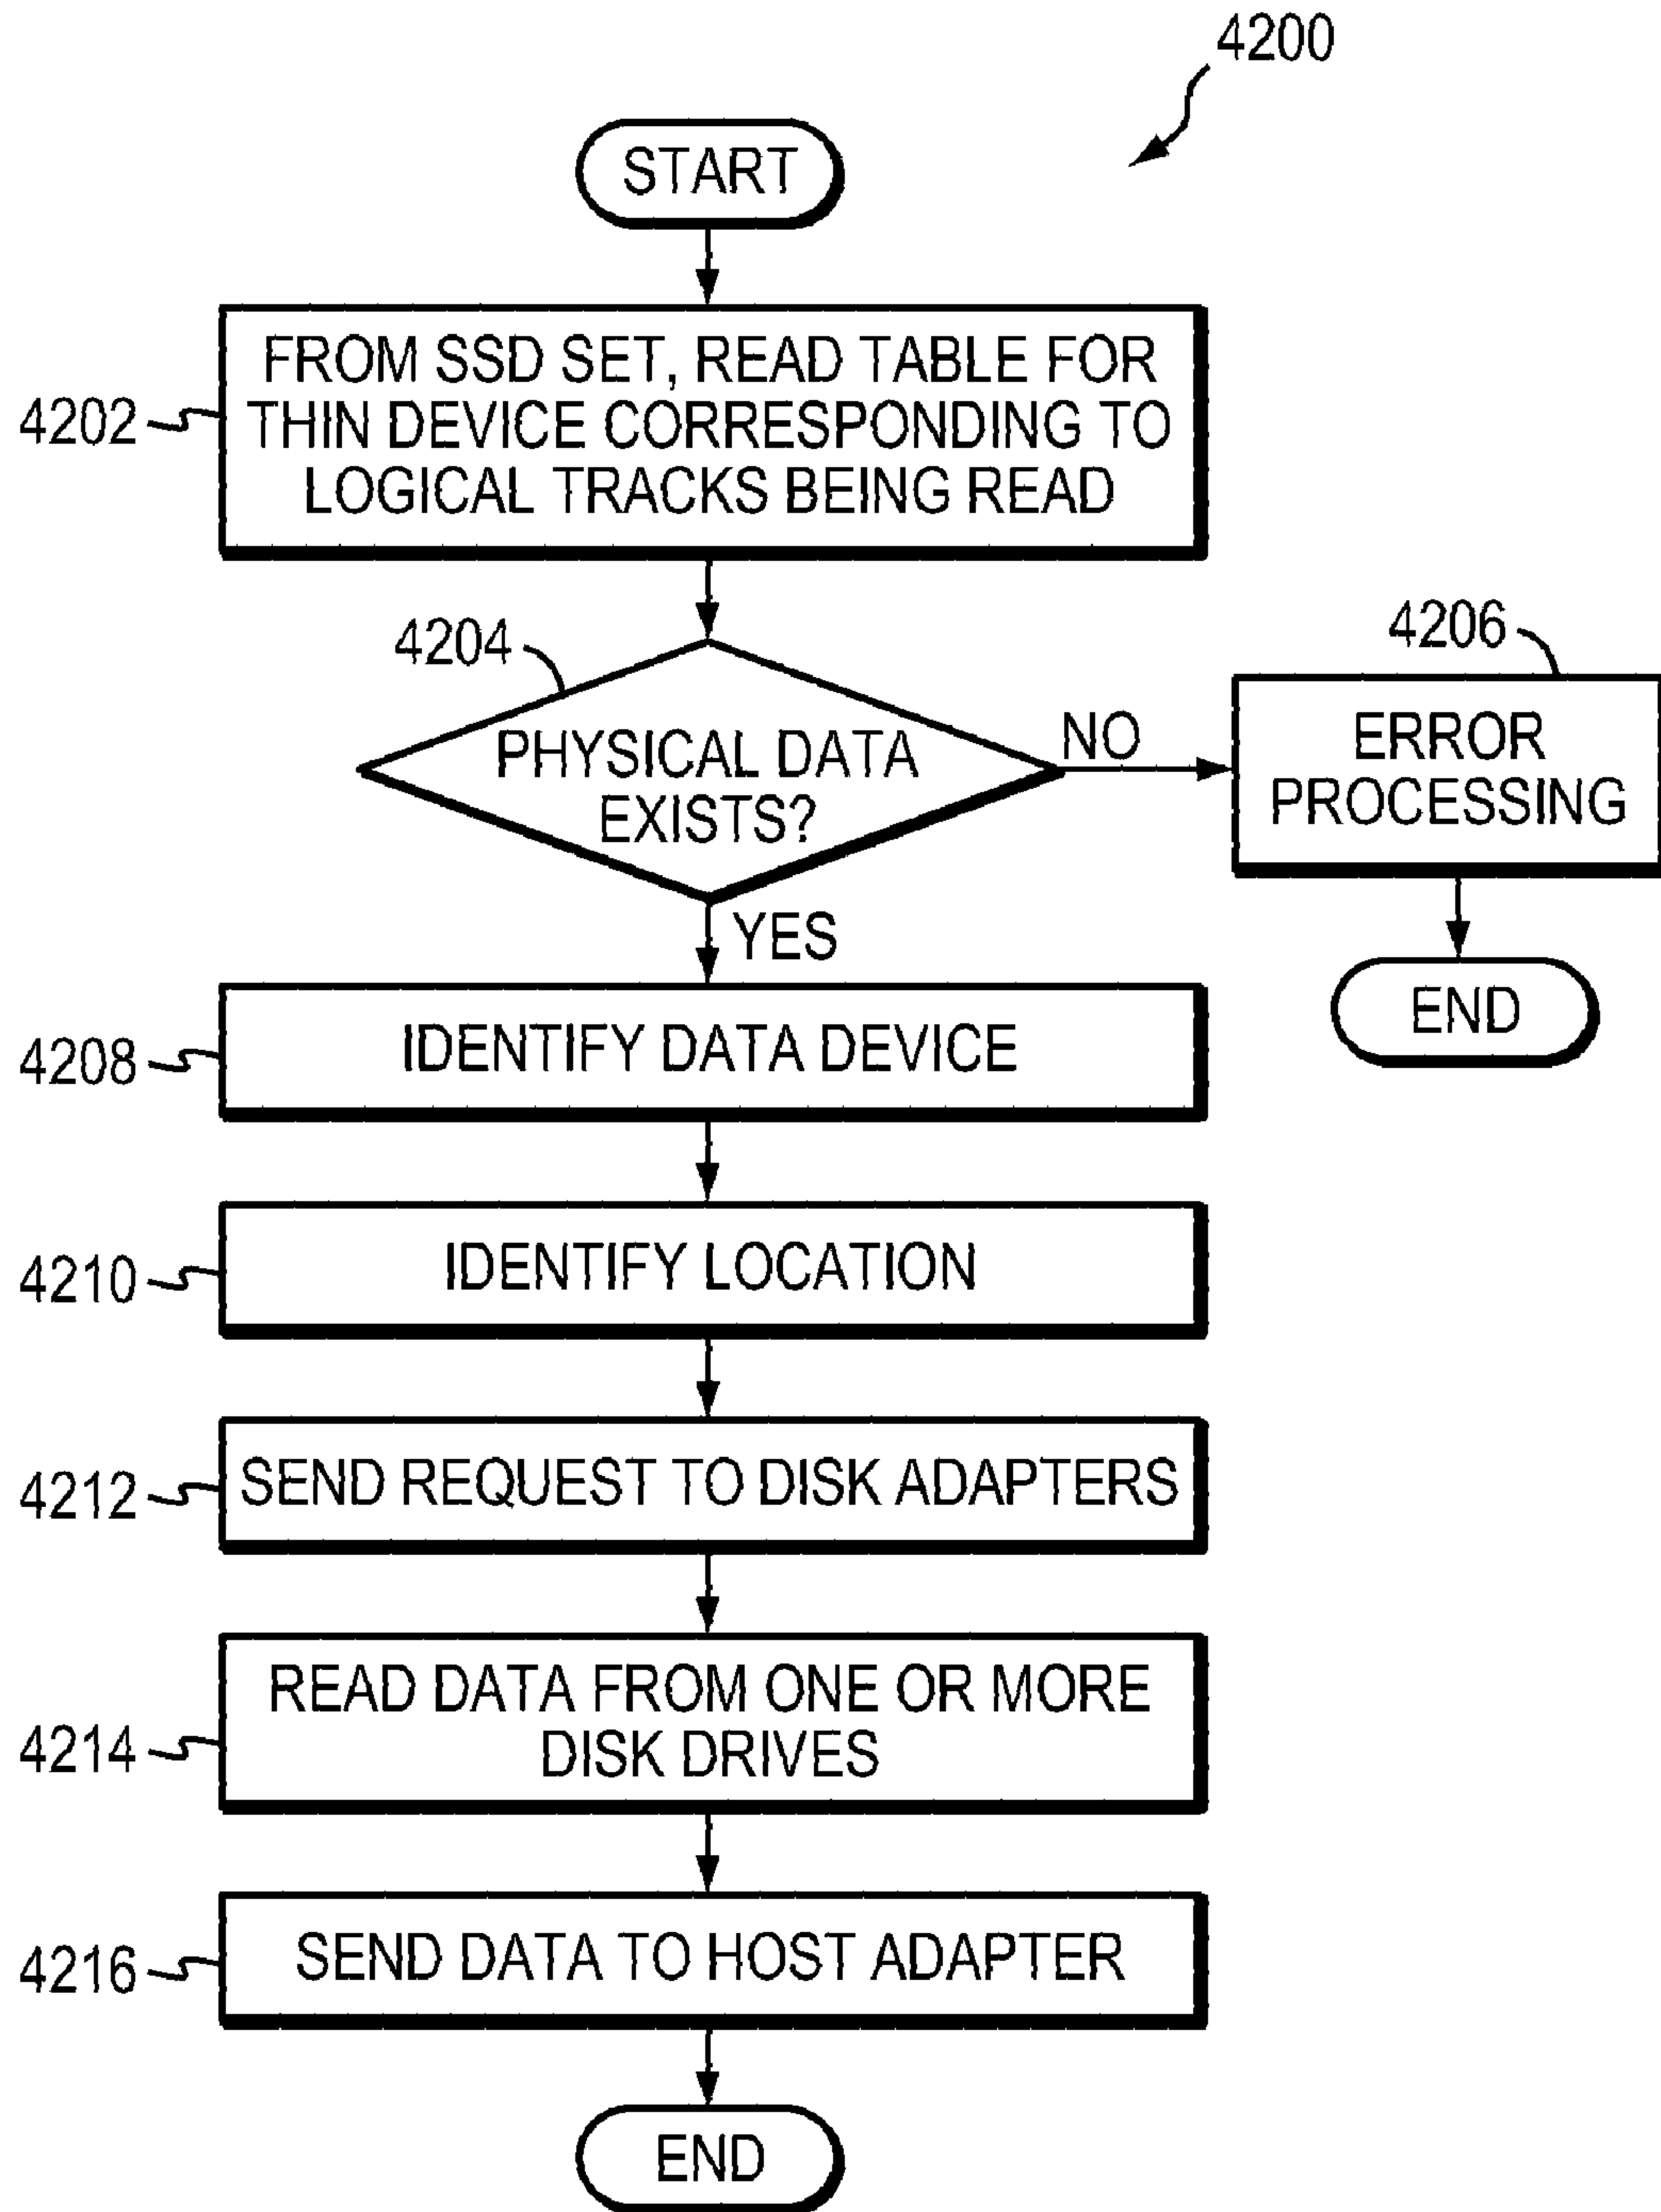 4200
START
4202
FROM SSD SET, READ TABLE FOR
THIN DEVICE CORRESPONDING TO
LOGICAL TRACKS BEING READ
4204
PHYSICAL DATA
EXISTS?
NO
4206
ERROR
PROCESSING
END
YES
4208
IDENTIFY DATA DEVICE
4210
IDENTIFY LOCATION
4212
SEND REQUEST TO DISK ADAPTERS
4214
READ DATA FROM ONE OR MORE
DISK DRIVES
4216
SEND DATA TO HOST ADAPTER
END